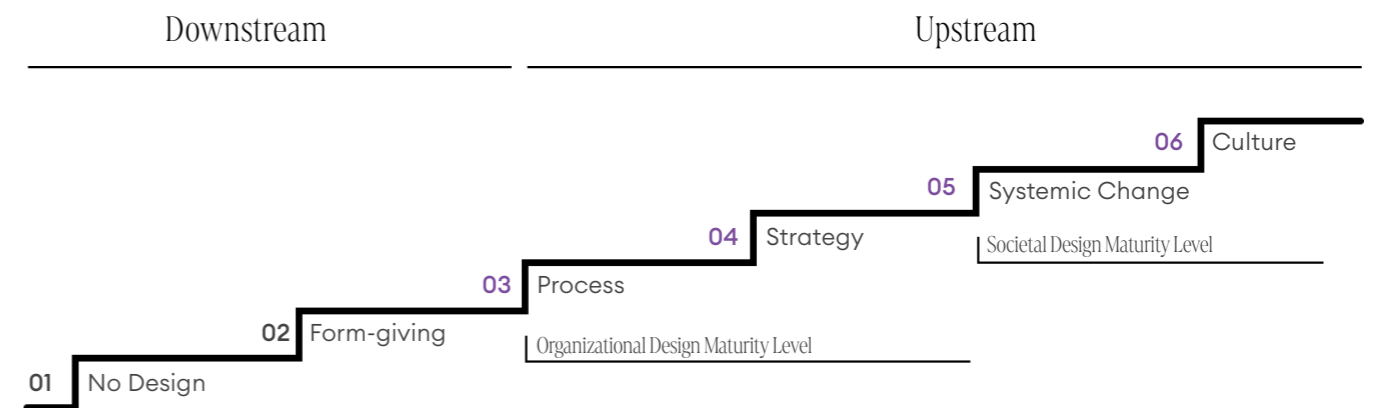 Downstream
Upstream
06 Culture
05 Systemic Change
Societal Design Maturity Level
04 Strategy
03 Process
Organizational Design Maturity Level
02 Form-giving
01 No Design